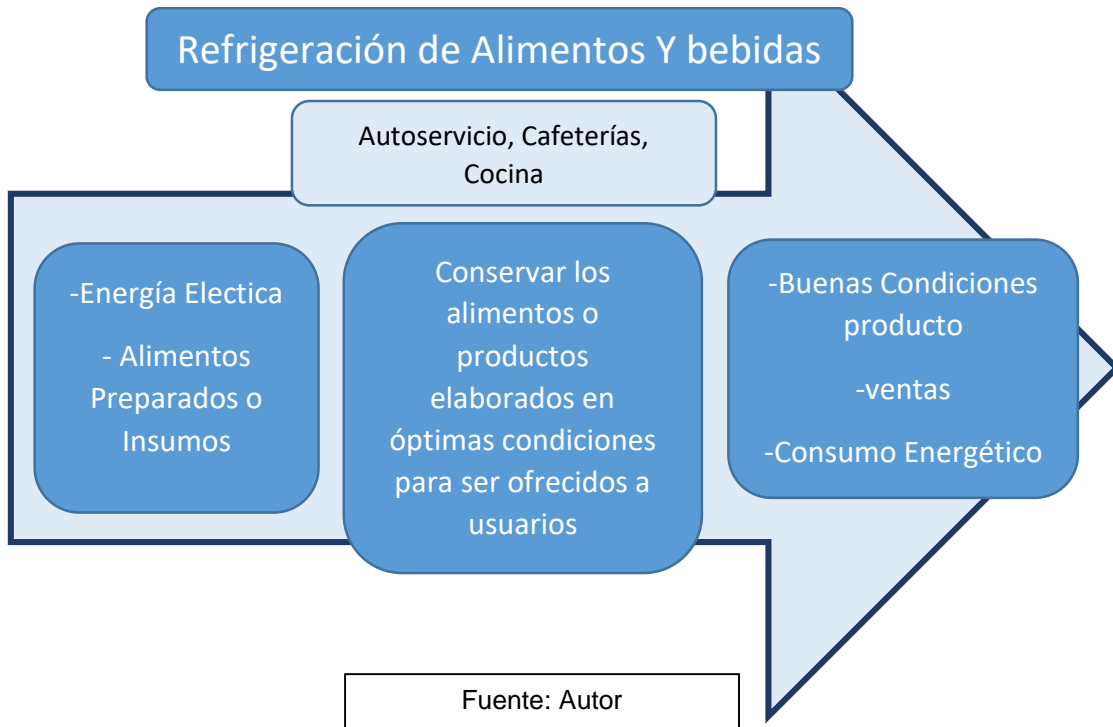 Refrigeración de Alimentos Y bebidas
Autoservicio, Cafeterías,
Cocina
-Energía Electica
- Alimentos
Preparados o
Insumos
Conservar los
alimentos o
productos
elaborados en
óptimas condiciones
para ser ofrecidos a
usuarios
-Buenas Condiciones
producto
-ventas
-Consumo Energético
Fuente: Autor